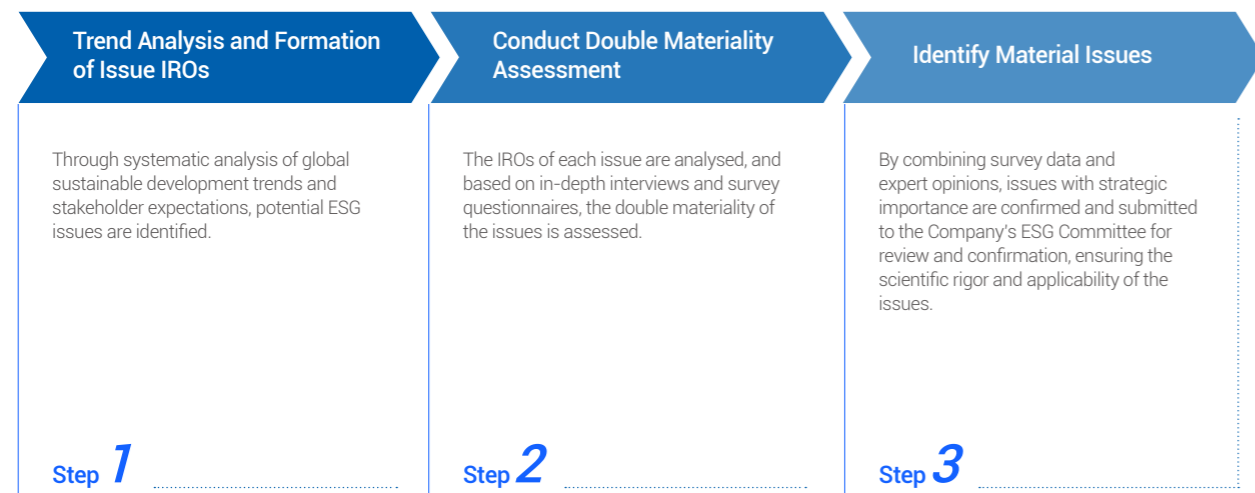 Trend Analysis and Formation
of Issue IROs
Through systematic analysis of global
sustainable development trends and
stakeholder expectations, potential ESG
issues are identified.
Step 1
Conduct Double Materiality
Assessment
The IROs of each issue are analysed, and
based on in-depth interviews and survey
questionnaires, the double materiality of
the issues is assessed.
Step 2
Identify Material Issues
By combining survey data and
expert opinions, issues with strategic
importance are confirmed and submitted
to the Company's ESG Committee for
review and confirmation, ensuring the
scientific rigor and applicability of the
issues.
Step 3